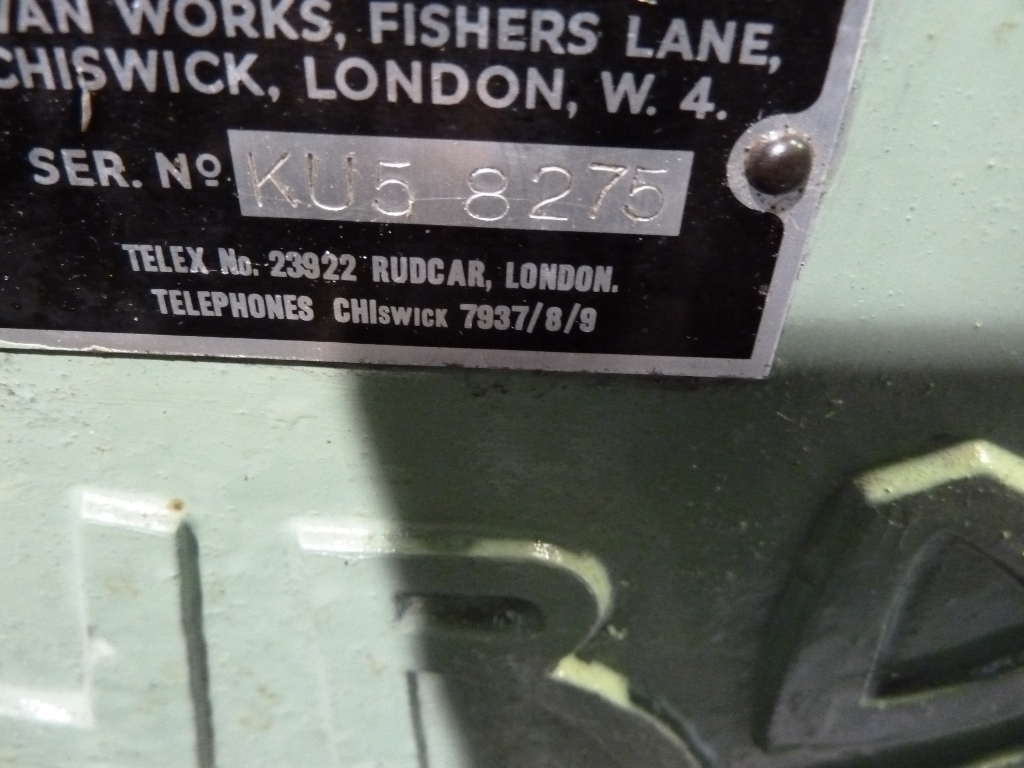 WORKS, FISHERS LANE,
CHISWICK, LONDON, W. 4.
SER. Nº KU5 8275
TELEX No. 23922 RUDCAR, LONDON.
TELEPHONES CHISWICK 7937/8/9